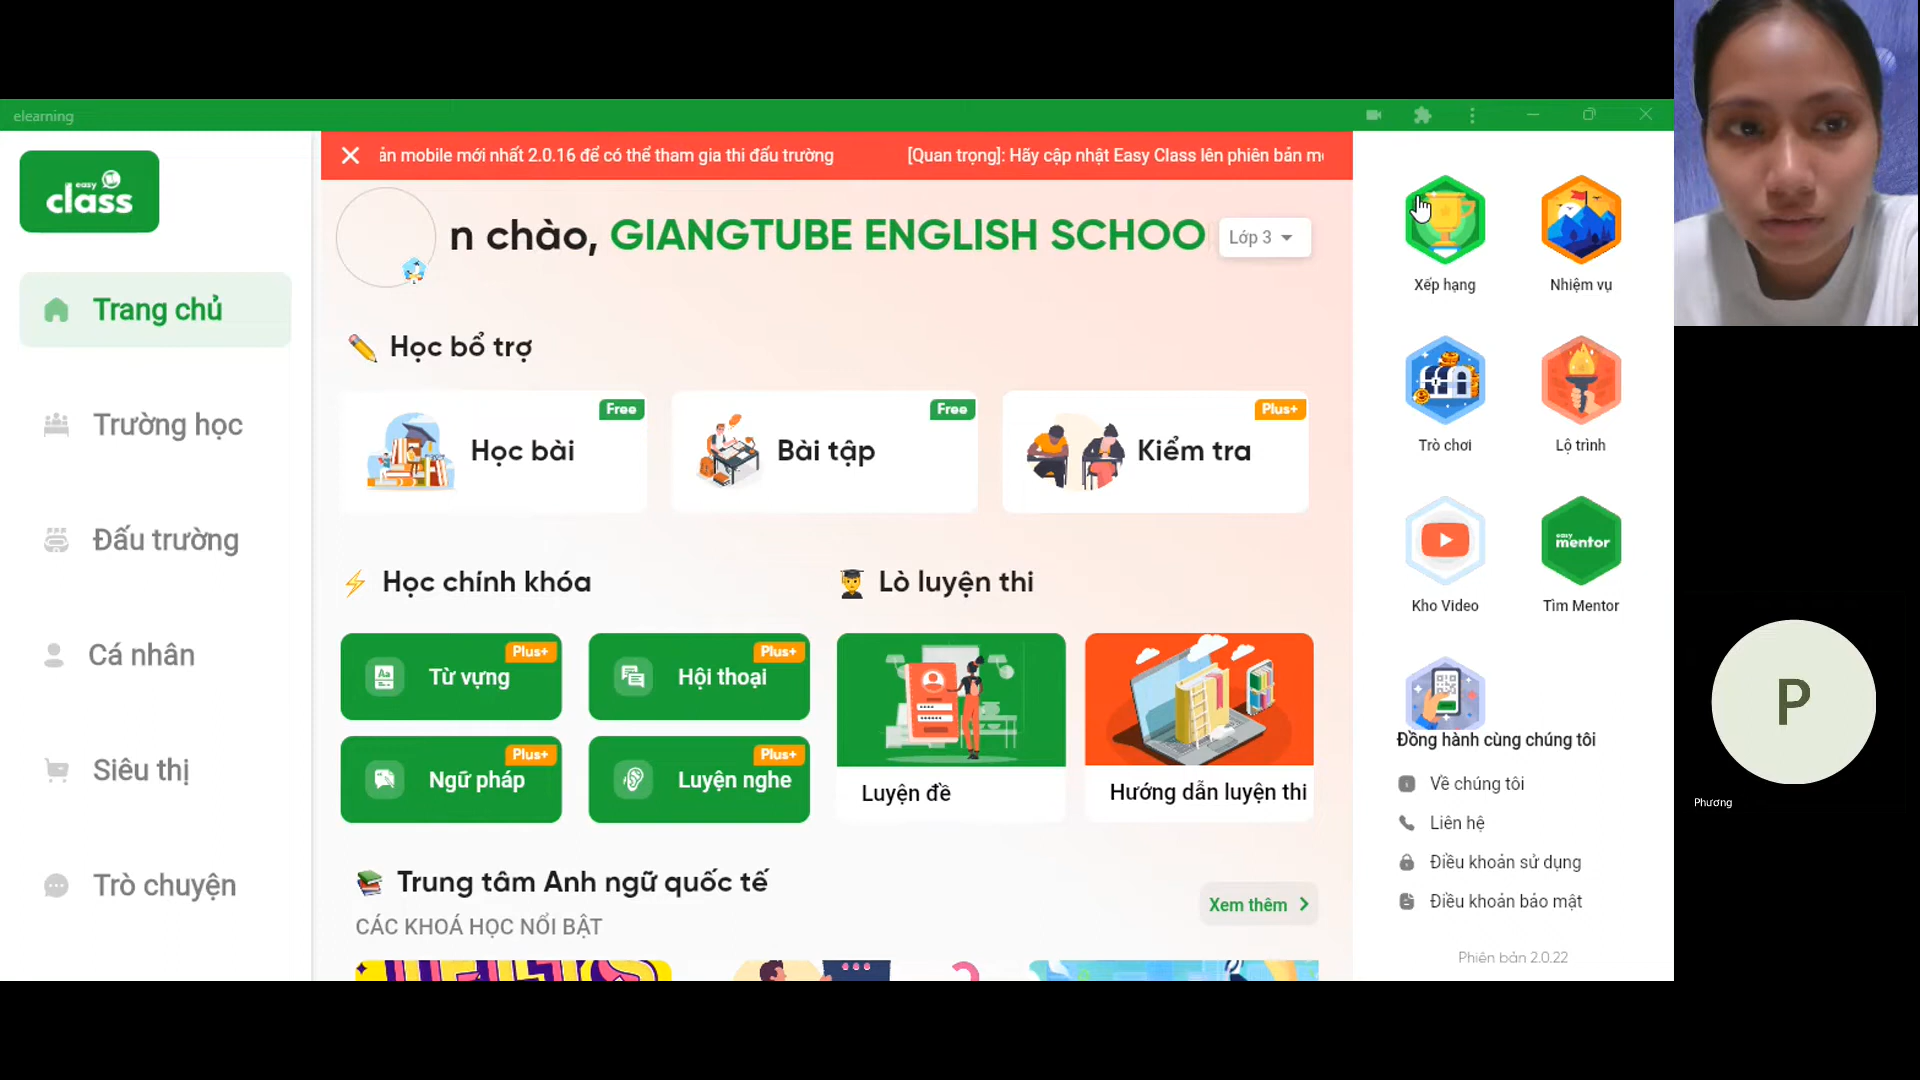 elearning
easy
class
Trang chủ
Trường học
Đấu trường
Cá nhân
Siêu thị
Trò chuyện
ản mobile mới nhất 2.0.16 để có thể tham gia thi đấu trường
[Quan trọng]: Hãy cập nhật Easy Class lên phiên bản m
n chào, GIANGTUBE ENGLISH SCHOO
Lớp 3
Học bổ trợ
Free
Học bài
Free
Bài tập
Plus+
Kiểm tra
Học chính khóa
Plus+
Từ vựng
Plus+
Hội thoại
Plus+
Ngữ pháp
Plus+
Luyện nghe
Lò luyện thi
Luyện đề
Hướng dẫn luyện thi
Trung tâm Anh ngữ quốc tế
CÁC KHOÁ HỌC NỔI BẬT
Xem thêm
IELTS
Xếp hạng
Nhiệm vụ
Trò chơi
Lộ trình
Kho Video
easy
mentor
Tìm Mentor
Đồng hành cùng chúng tôi
Về chúng tôi
Liên hệ
Điều khoản sử dụng
Điều khoản bảo mật
Phiên bản 2.0.22
P
Phương